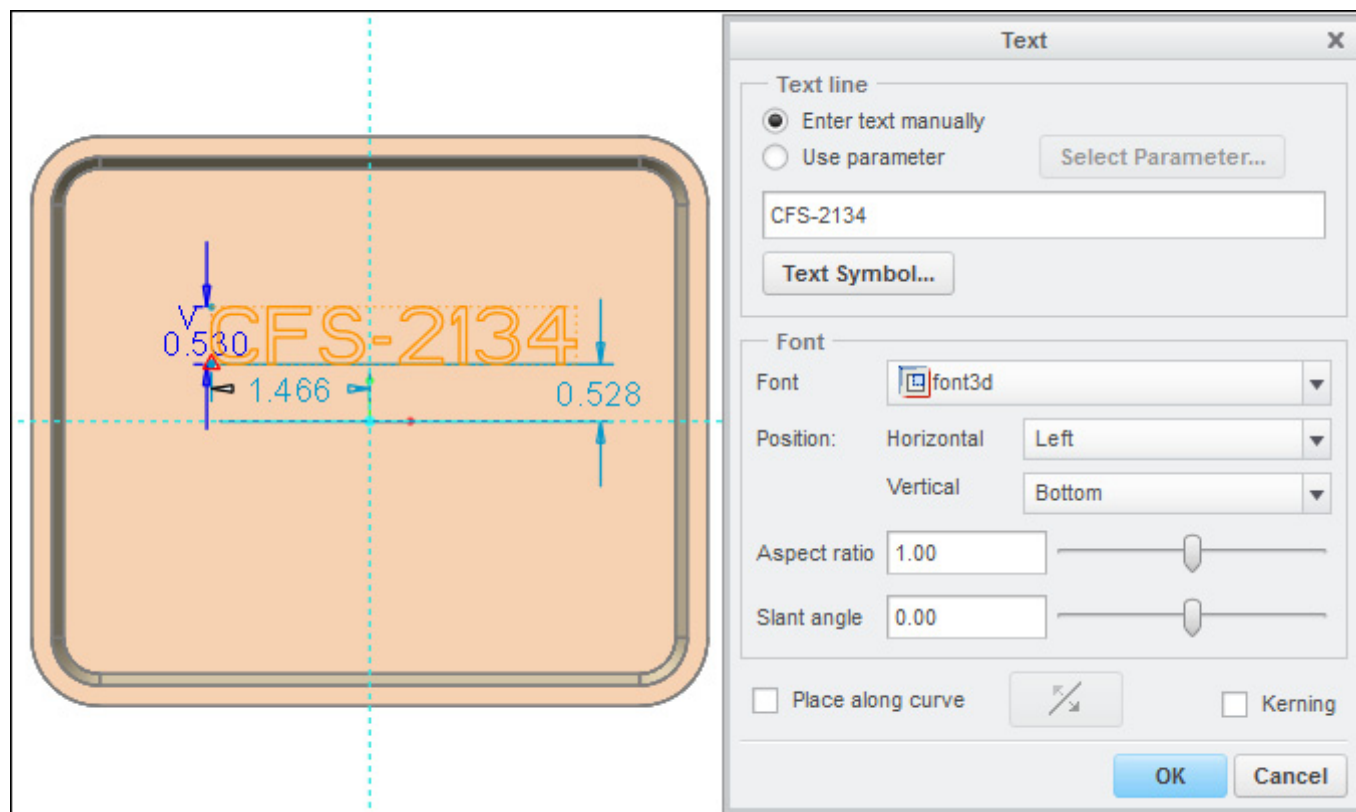 Text
Text line
Enter text manually
Use parameter
Select Parameter...
CFS-2134
Text Symbol...
Font
Font
font3d
Position:
Horizontal
Left
Vertical
Bottom
Aspect ratio
1.00
Slant angle
0.00
Place along curve
Kerning
OK
Cancel
V
0.530
CFS-2134
1.466
0.528